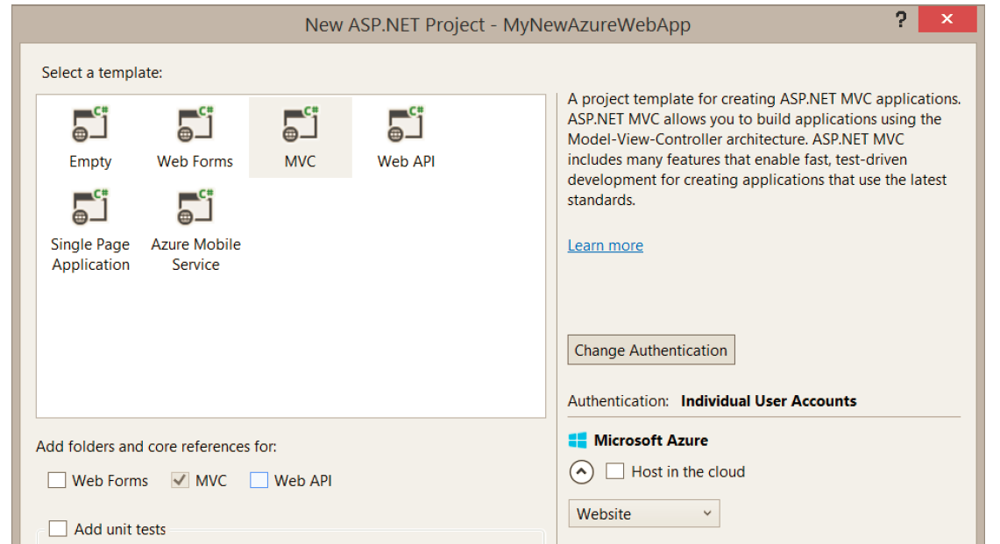 New ASP.NET Project - MyNewAzureWebApp
?
Select a template:
C# C# C# C#
Empty Web Forms MVC Web API
C# C#
Single Page Azure Mobile
Application Service
A project template for creating ASP.NET MVC applications.
ASP.NET MVC allows you to build applications using the
Model-View-Controller architecture. ASP.NET MVC
includes many features that enable fast, test-driven
development for creating applications that use the latest
standards.
Learn more
Change Authentication
Authentication: Individual User Accounts
Add folders and core references for:
Web Forms MVC Web API
Add unit tests
Microsoft Azure
Host in the cloud
Website